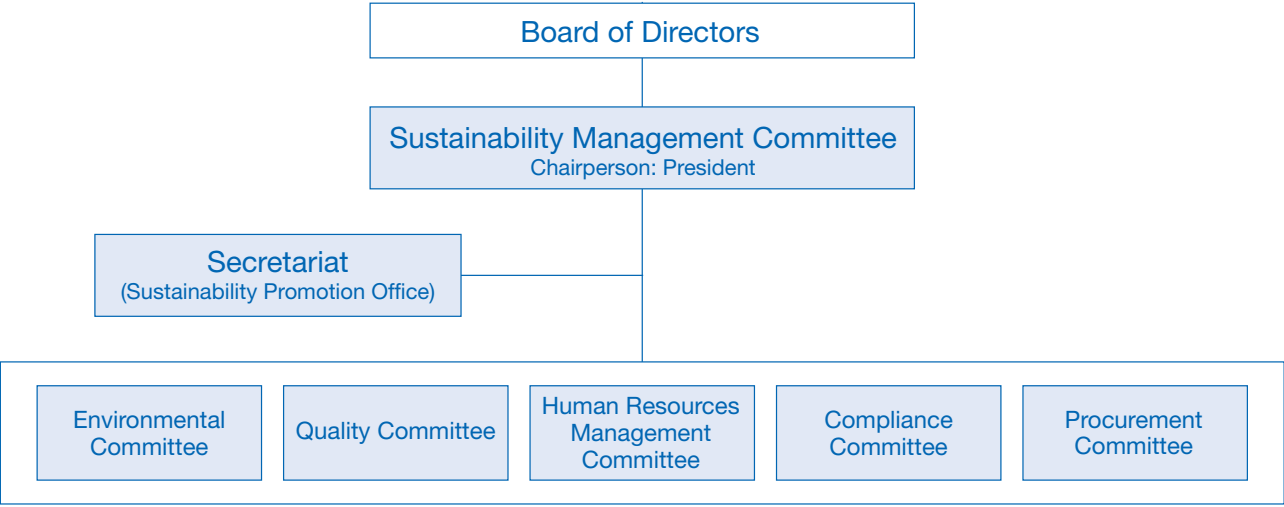 Board of Directors
Sustainability Management Committee
Chairperson: President
Secretariat
(Sustainability Promotion Office)
Environmental
Committee
Quality Committee
Human Resources
Management
Committee
Compliance
Committee
Procurement
Committee